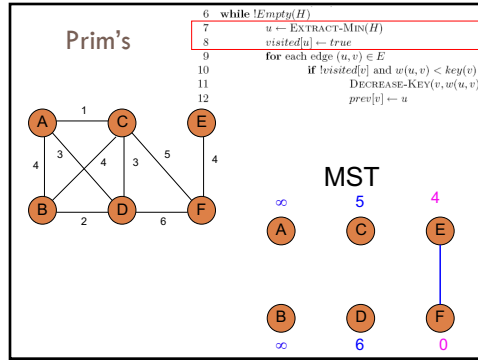 Prim's
6 while !Empty(H)
7 u ← EXTRACT-MIN(H)
8 visited[u] ← true
9 for each edge (u, v) ∈ E
10 if !visited[v] and w(u, v) < key(v)
11 DECREASE-KEY(v, w(u, v)
12 prev[v] ← u
1
A C E
4 3 4 3 5 4
B D F
2 6
MST
∞ 5 4
A C E
B D F
∞ 6 0